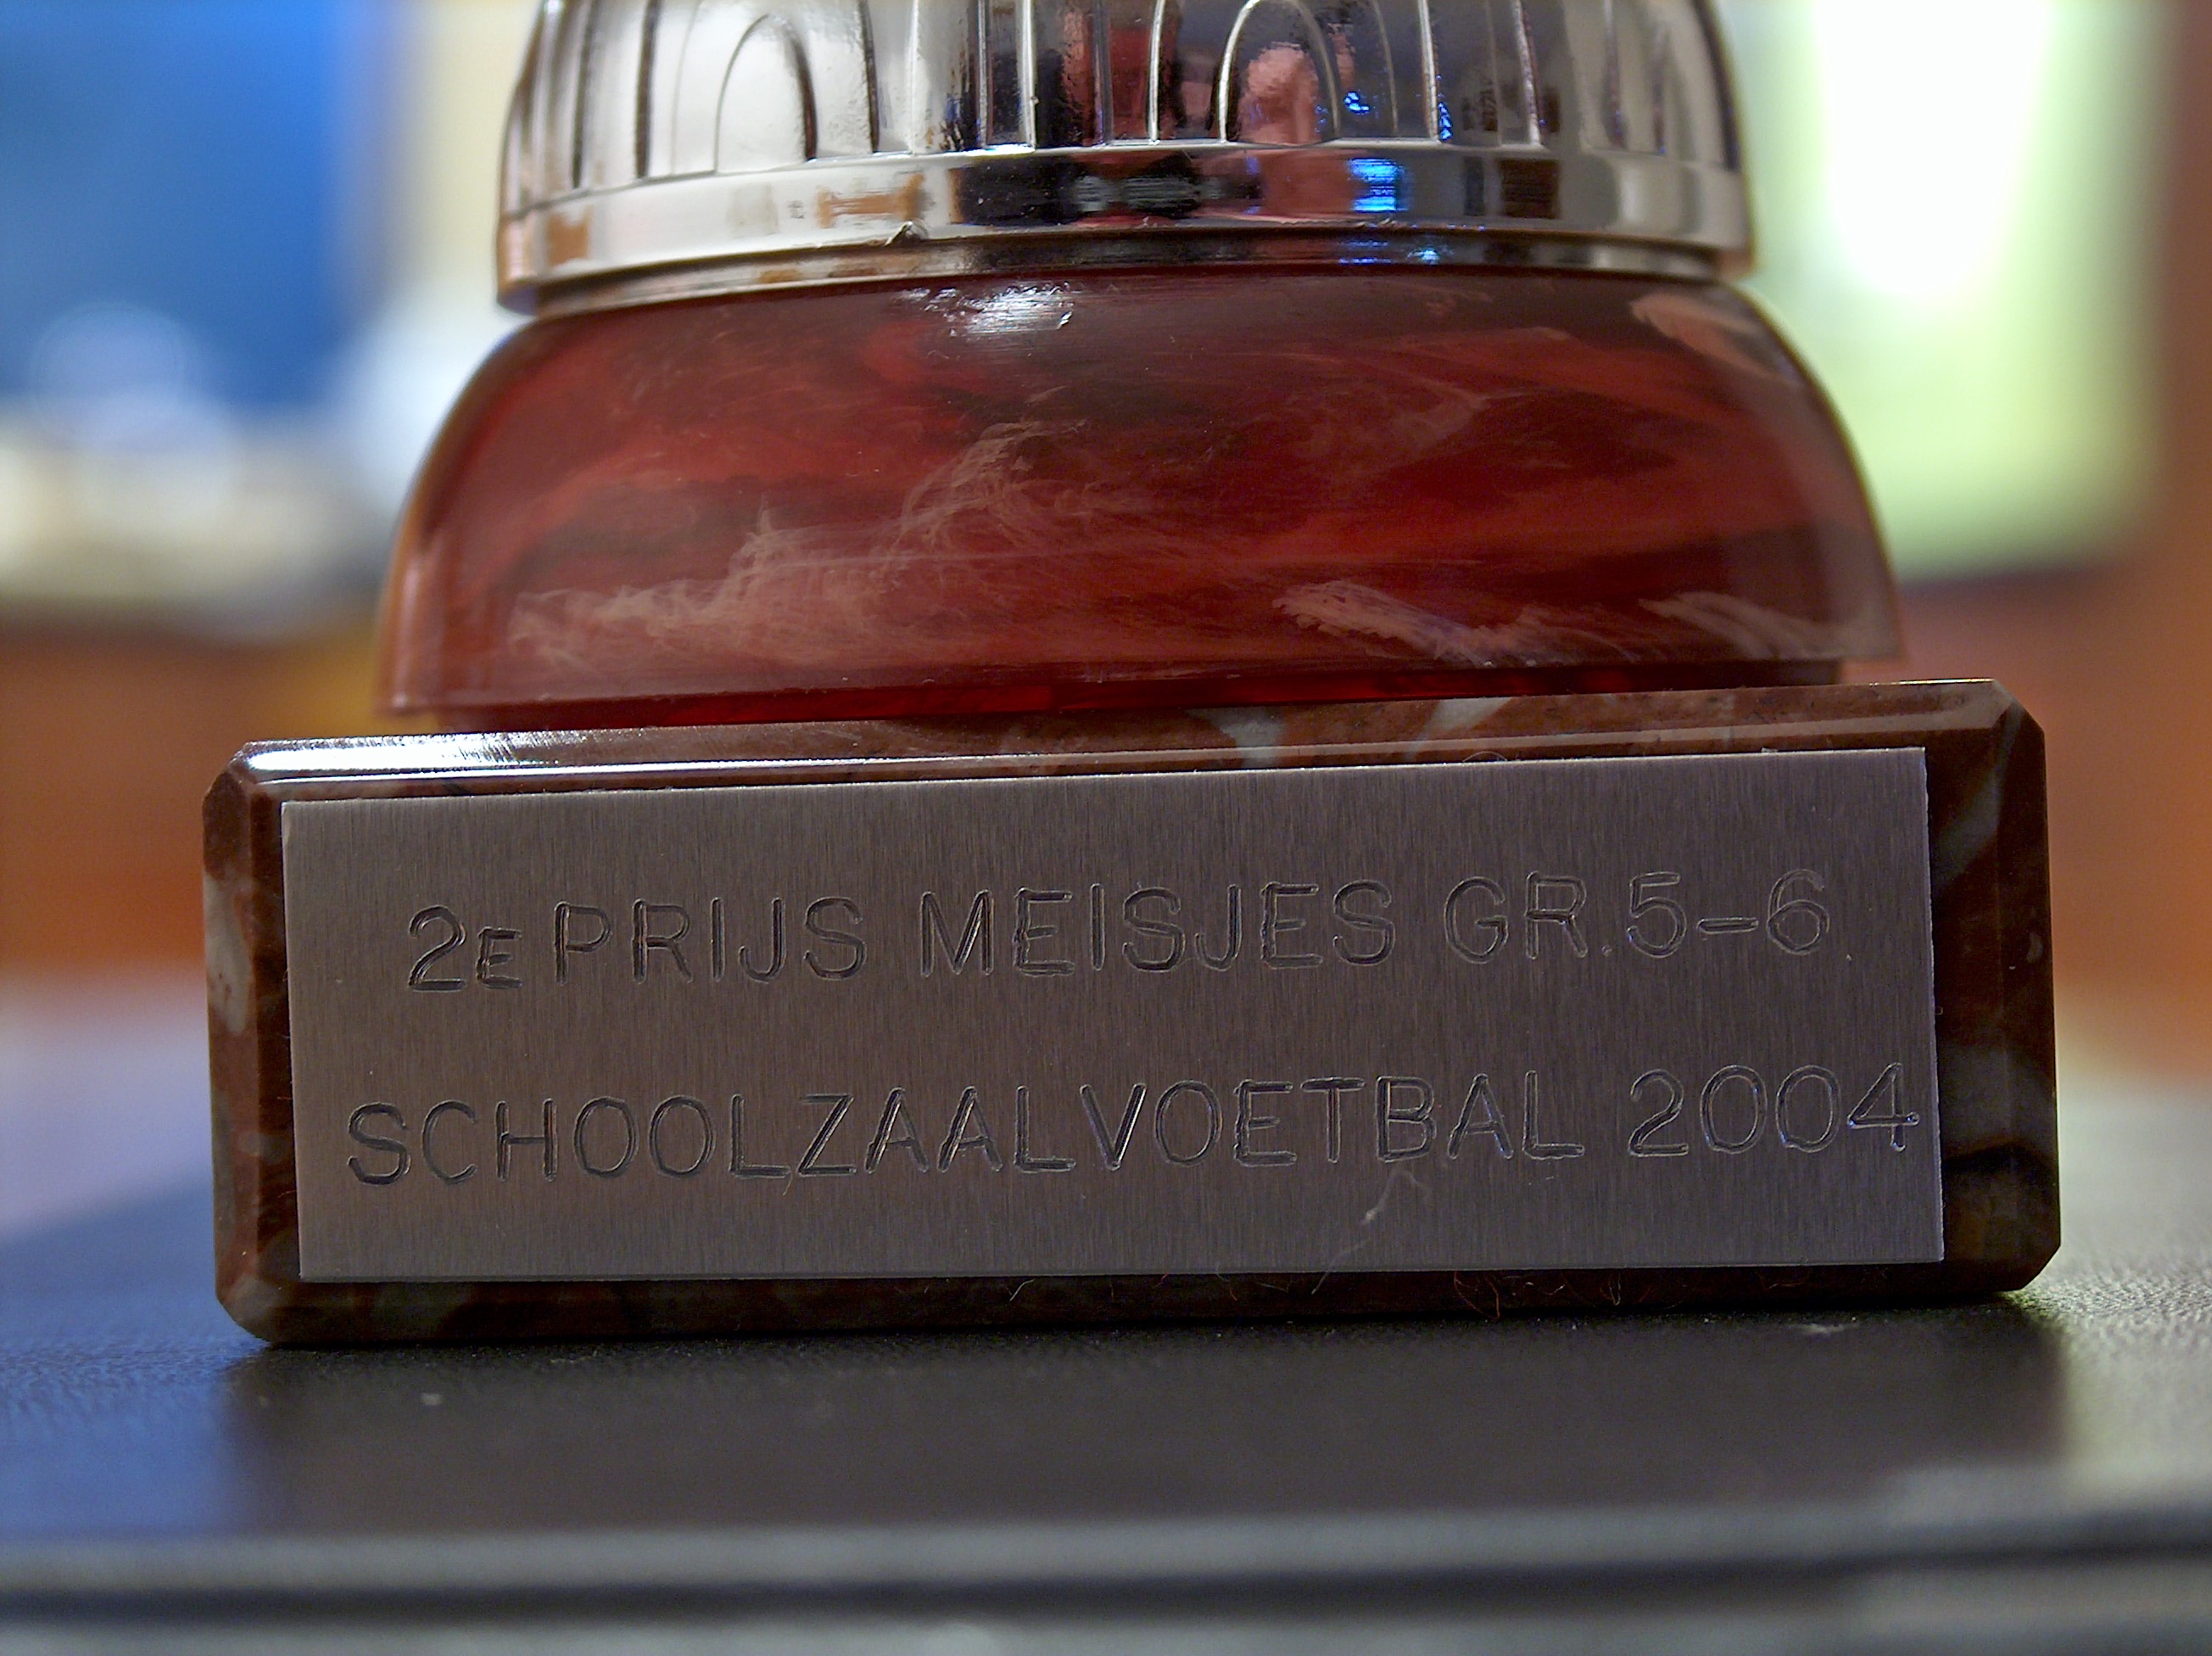 2E PRIJS MEISJES GR. 5-6
SCHOOLZAALVOETBAL 2004